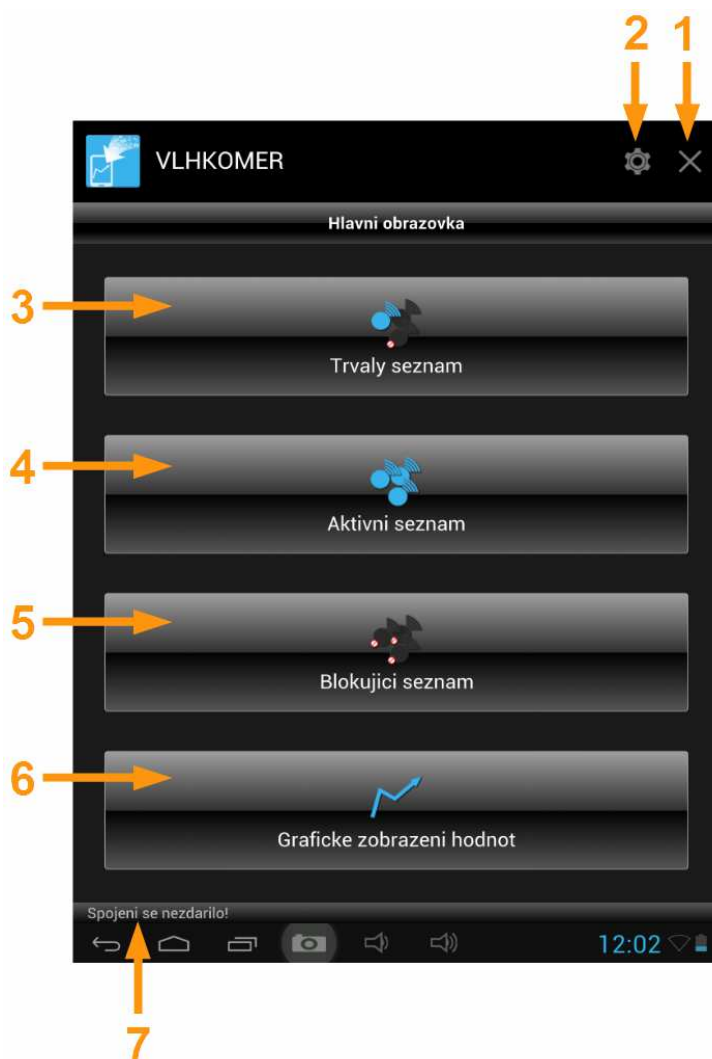 2 1
VLHKOMER
Hlavni obrazovka
3
Trvaly seznam
4
Aktivni seznam
5
Blokujici seznam
6
Graficke zobrazeni hodnot
Spojeni se nezdarilo!
12:02
7